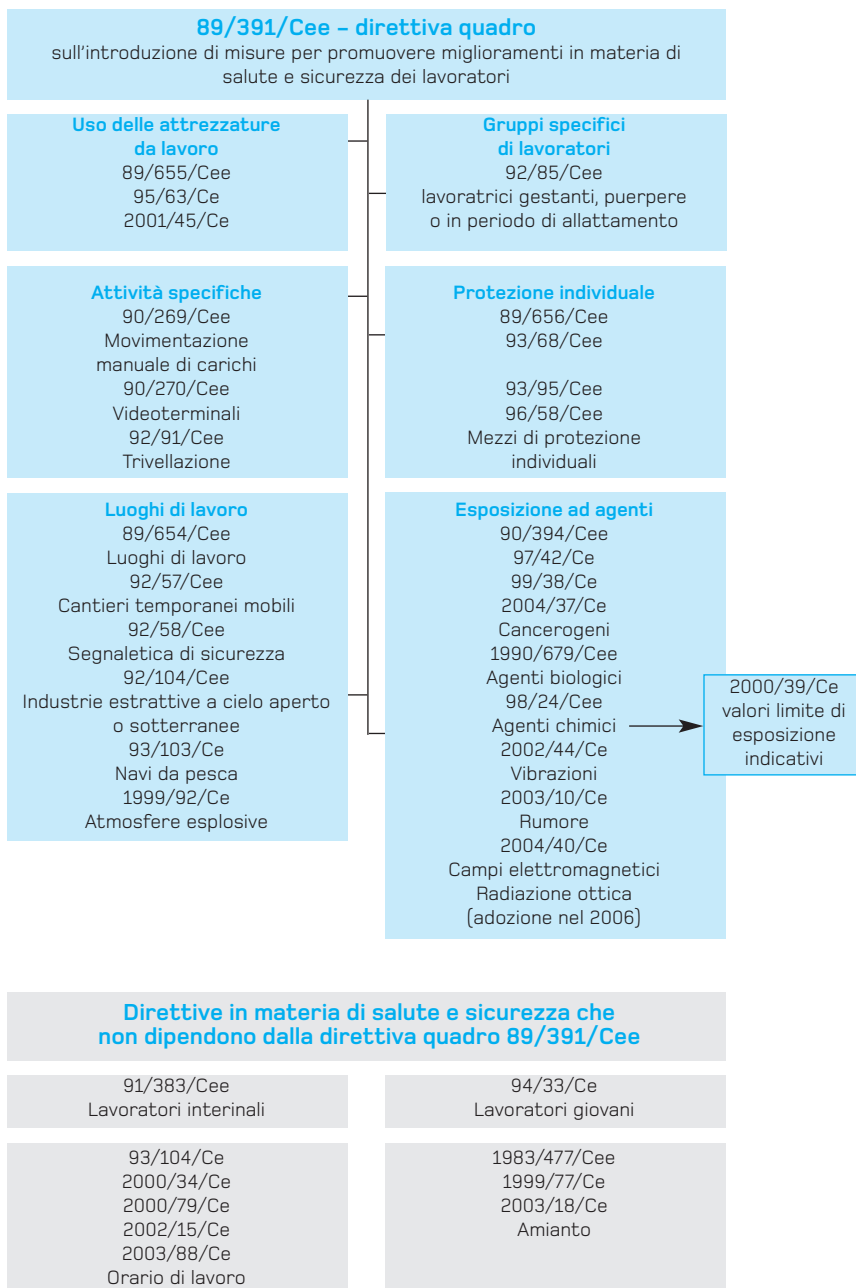 89/391/Cee – direttiva quadro
sull'introduzione di misure per promuovere miglioramenti in materia di
salute e sicurezza dei lavoratori
Uso delle attrezzature
da lavoro
89/655/Cee
95/63/Ce
2001/45/Ce
Gruppi specifici
di lavoratori
92/85/Cee
lavoratrici gestanti, puerpere
o in periodo di allattamento
Attività specifiche
90/269/Cee
Movimentazione
manuale di carichi
90/270/Cee
Videoterminali
92/91/Cee
Trivellazione
Protezione individuale
89/656/Cee
93/68/Cee
93/95/Cee
96/58/Cee
Mezzi di protezione
individuali
Luoghi di lavoro
89/654/Cee
Luoghi di lavoro
92/57/Cee
Cantieri temporanei mobili
92/58/Cee
Segnaletica di sicurezza
92/104/Cee
Industrie estrattive a cielo aperto
o sotterranee
93/103/Ce
Navi da pesca
1999/92/Ce
Atmosfere esplosive
Esposizione ad agenti
90/394/Cee
97/42/Ce
99/38/Ce
2004/37/Ce
Cancerogeni
1990/679/Cee
Agenti biologici
98/24/Cee
Agenti chimici
2002/44/Ce
Vibrazioni
2003/10/Ce
Rumore
2004/40/Ce
Campi elettromagnetici
Radiazione ottica
(adozione nel 2006)
2000/39/Ce
valori limite di
esposizione
indicativi
Direttive in materia di salute e sicurezza che
non dipendono dalla direttiva quadro 89/391/Cee
91/383/Cee
Lavoratori interinali
94/33/Ce
Lavoratori giovani
93/104/Ce
2000/34/Ce
2000/79/Ce
2002/15/Ce
2003/88/Ce
Orario di lavoro
1983/477/Cee
1999/77/Ce
2003/18/Ce
Amianto